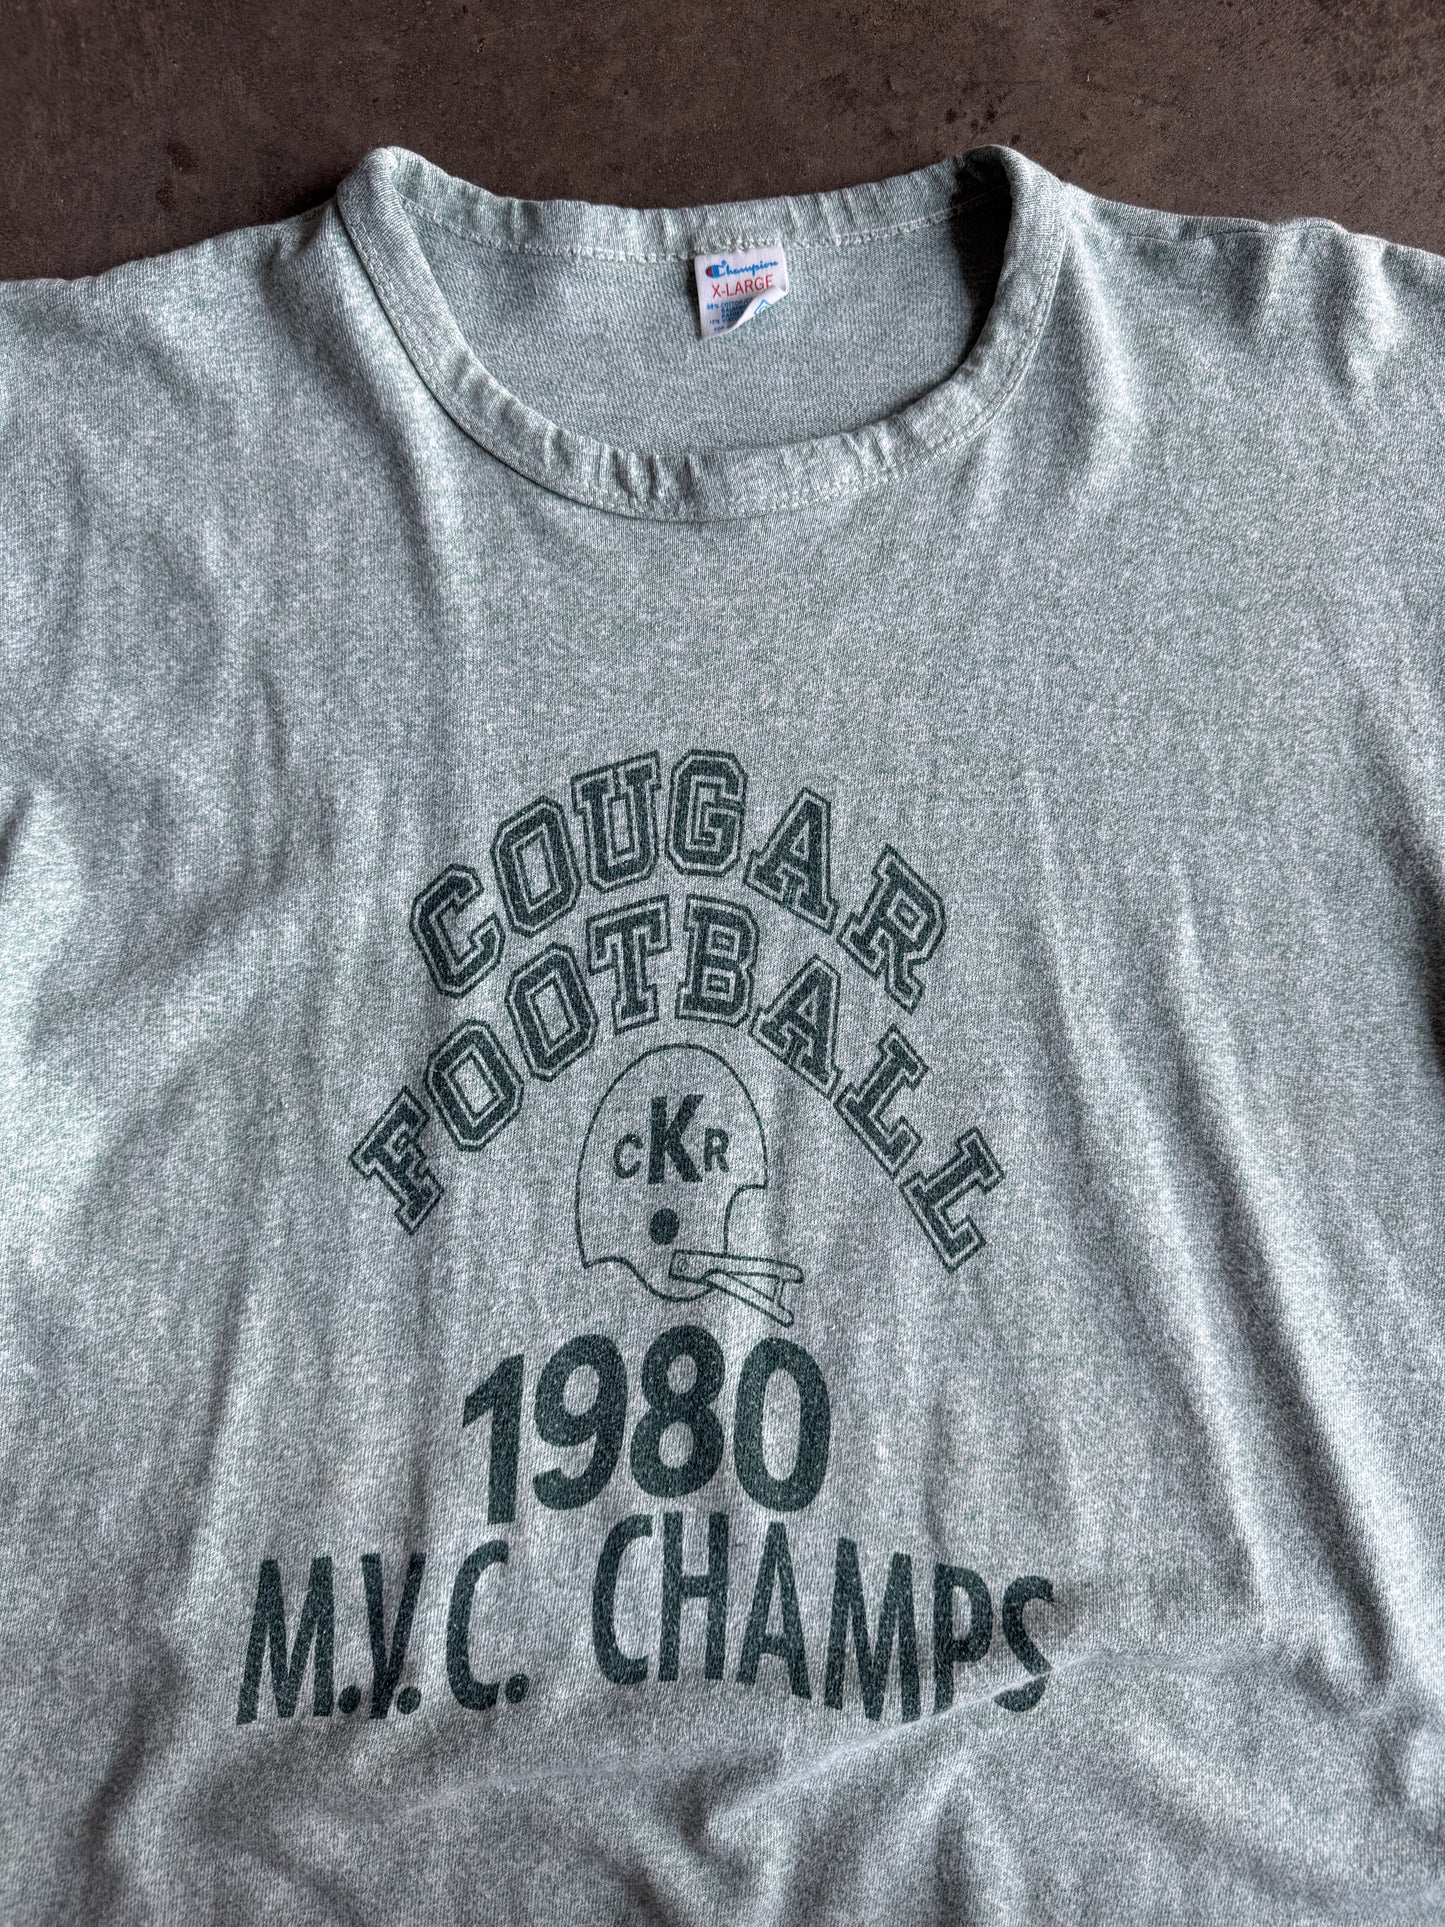 Champion
X-LARGE
COUGAR
FOOTBALL
CKR
1980
M.V.C. CHAMPS